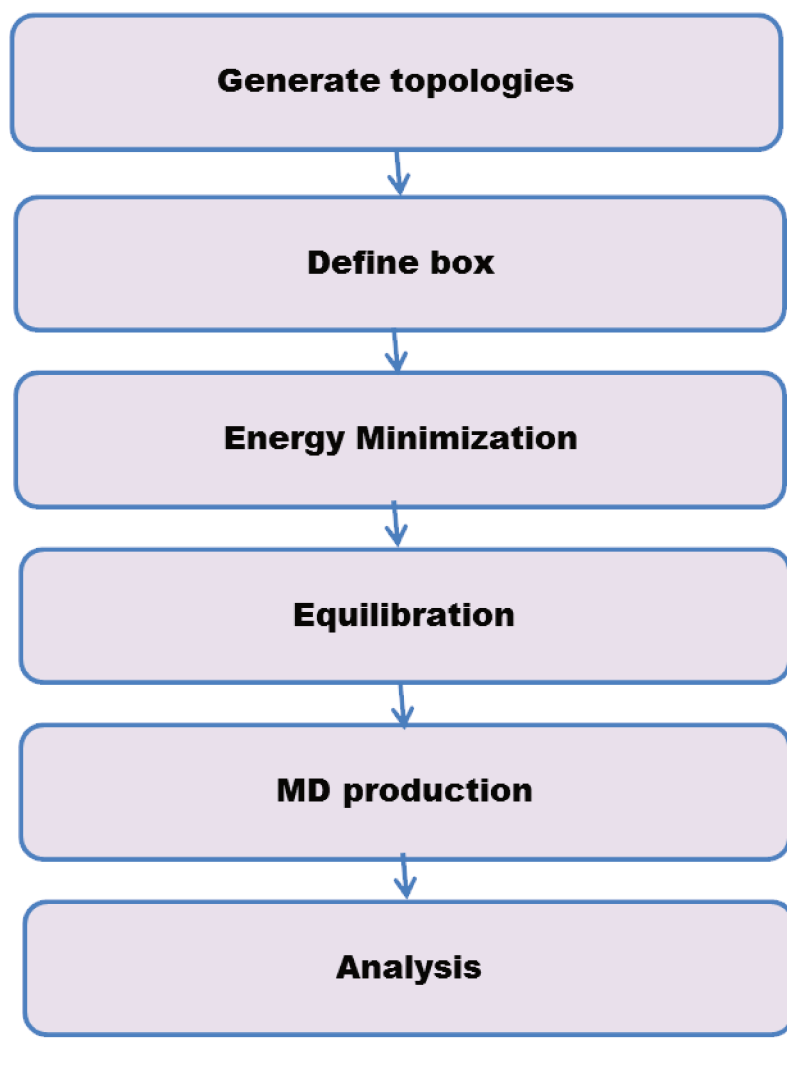 Generate topologies
Define box
Energy Minimization
Equilibration
MD production
Analysis